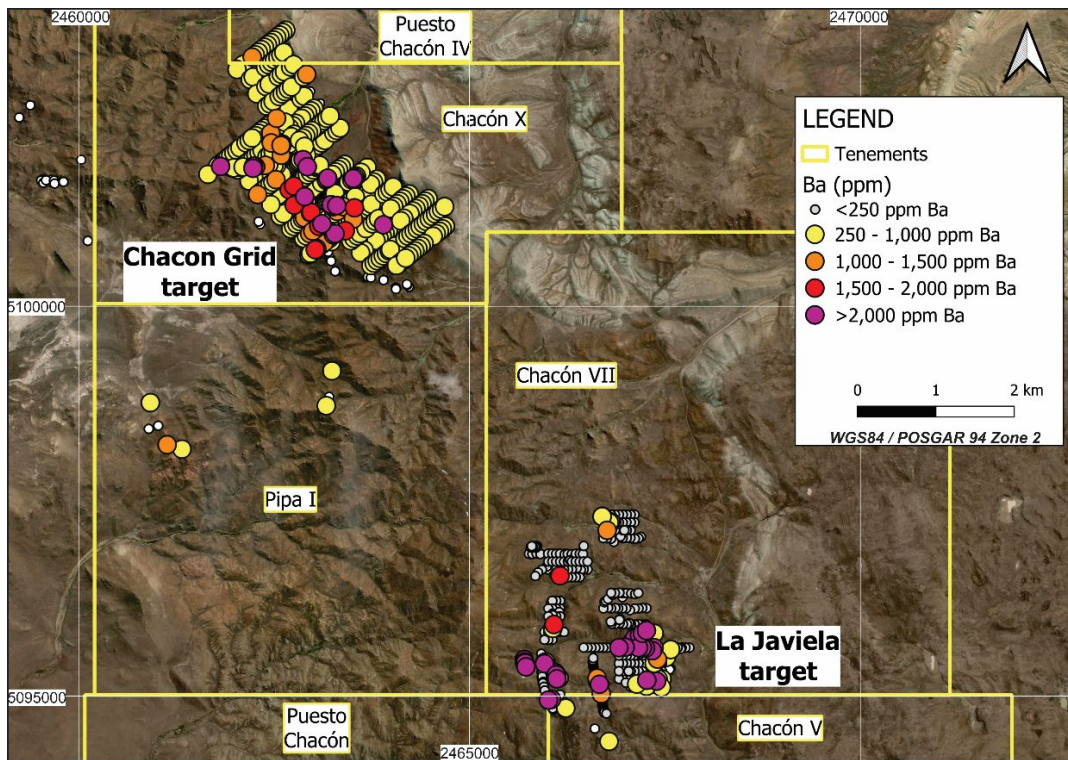 2460000
2470000
Puesto
Chacón IV
Chacón X
LEGEND
Tenements
Ba (ppm)
<250 ppm Ba
250 - 1,000 ppm Ba
1,000 - 1,500 ppm Ba
1,500 - 2,000 ppm Ba
>2,000 ppm Ba
0 1 2 km
WGS84 / POSGAR 94 Zone 2
Chacon Grid
target
5100000
Chacón VII
Pipa I
La Javiela
target
5095000
Puesto
Chacón
2465000
Chacón V